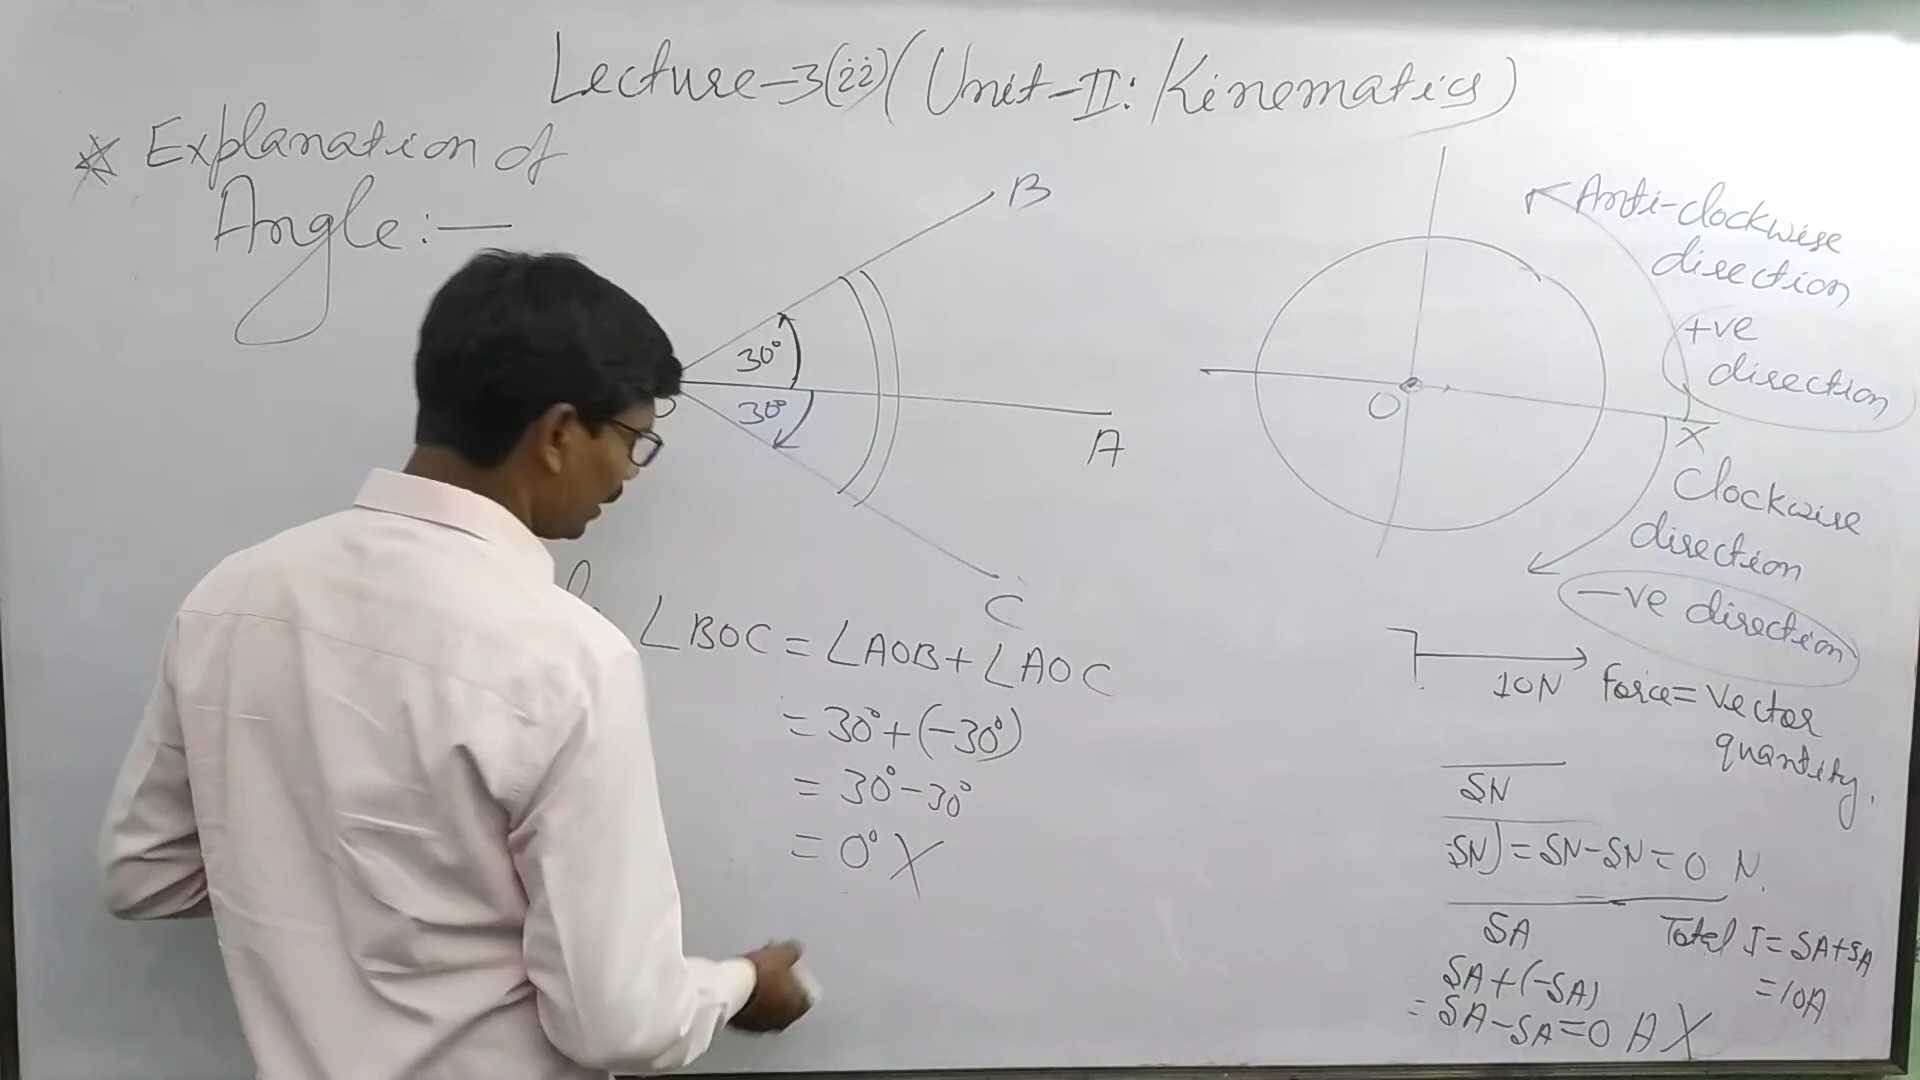 Lecture-3(ii)(Unit-II: Kinematics)
* Explanation of
Angle:—
B
30°
30°
A
C
∠BOC = ∠AOB + ∠AOC
= 30° + (-30°)
= 30° - 30°
= 0° X
Anti-clockwise
direction
+ve
direction
O
X
Clockwise
direction
-ve direction
10N Force = Vector
quantity.
5N
5N) = 5N - 5N = 0 N.
5A
Total I = 5A + 5A
= 10A
5A + (-5A)
= 5A - 5A = 0 A X